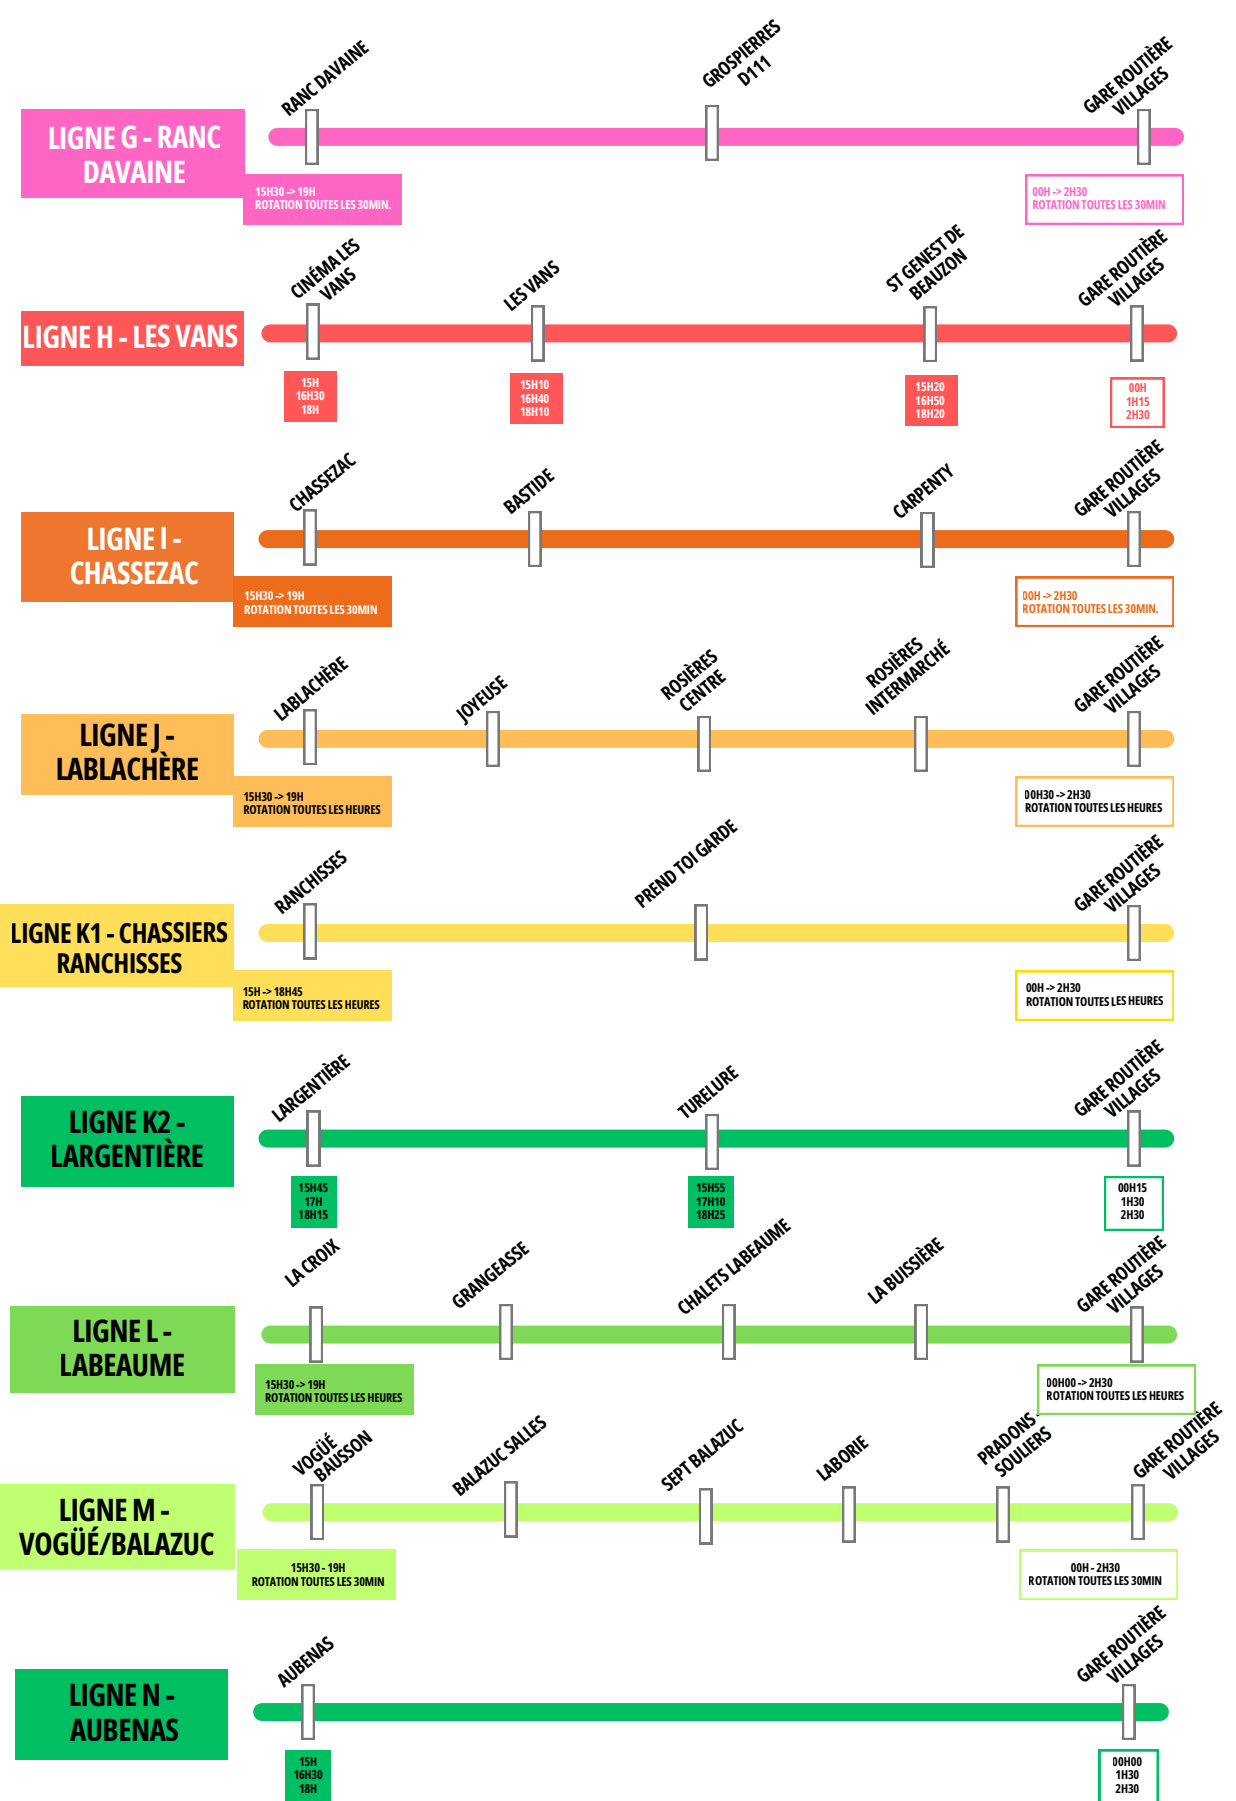 RANC DAVAINE
GROSPIERRES
D111
GARE ROUTIÈRE
VILLAGES
LIGNE G - RANC
DAVAINE
15H30 -> 19H
ROTATION TOUTES LES 30MIN.
00H -> 2H30
ROTATION TOUTES LES 30MIN
CINÉMA LES
VANS
LES VANS
ST GENEST DE
BEAUZON
GARE ROUTIÈRE
VILLAGES
LIGNE H - LES VANS
15H
16H30
18H
15H10
16H40
18H10
15H20
16H50
18H20
00H
1H15
2H30
CHASSEZAC
BASTIDE
CARPENTY
GARE ROUTIÈRE
VILLAGES
LIGNE I -
CHASSEZAC
15H30 -> 19H
ROTATION TOUTES LES 30MIN
00H -> 2H30
ROTATION TOUTES LES 30MIN.
LABLACHÈRE
JOYEUSE
ROSIÈRES
CENTRE
ROSIÈRES
INTERMARCHÉ
GARE ROUTIÈRE
VILLAGES
LIGNE J -
LABLACHÈRE
15H30 -> 19H
ROTATION TOUTES LES HEURES
00H30 -> 2H30
ROTATION TOUTES LES HEURES
RANCHISSES
PREND TOI GARDE
GARE ROUTIÈRE
VILLAGES
LIGNE K1 - CHASSIERS
RANCHISSES
15H -> 18H45
ROTATION TOUTES LES HEURES
00H -> 2H30
ROTATION TOUTES LES HEURES
LARGENTIÈRE
TURELURE
GARE ROUTIÈRE
VILLAGES
LIGNE K2 -
LARGENTIÈRE
15H45
17H
18H15
15H55
17H10
18H25
00H15
1H30
2H30
LA CROIX
GRANGEASSE
CHALETS LABEAUME
LA BUISSIÈRE
GARE ROUTIÈRE
VILLAGES
LIGNE L -
LABEAUME
15H30 -> 19H
ROTATION TOUTES LES HEURES
00H00 -> 2H30
ROTATION TOUTES LES HEURES
VOGÜÉ
BAUSSON
BALAZUC SALLES
SEPT BALAZUC
LABORIE
PRADONS -
SOULIERS
GARE ROUTIÈRE
VILLAGES
LIGNE M -
VOGÜÉ/BALAZUC
15H30 - 19H
ROTATION TOUTES LES 30MIN
00H - 2H30
ROTATION TOUTES LES 30MIN
AUBENAS
GARE ROUTIÈRE
VILLAGES
LIGNE N -
AUBENAS
15H
16H30
18H
00H00
1H30
2H30